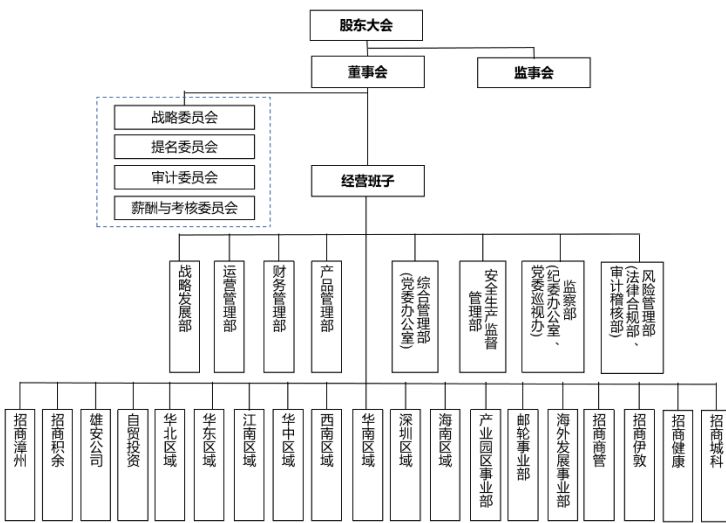 股东大会
董事会
监事会
战略委员会
提名委员会
审计委员会
薪酬与考核委员会
经营班子
战略发展部
运营管理部
财务管理部
产品管理部
综合管理部
(党委办公室)
安全生产监督
管理部
监察部
(纪委办公室、
党委巡视办)
风险管理部
(法律合规部、
审计稽核部)
招商漳州
招商积余
雄安公司
自贸投资
华北区域
华东区域
江南区域
华中区域
西南区域
华南区域
深圳区域
海南区域
产业园区事业部
邮轮事业部
海外发展事业部
招商商管
招商伊敦
招商健康
招商城科